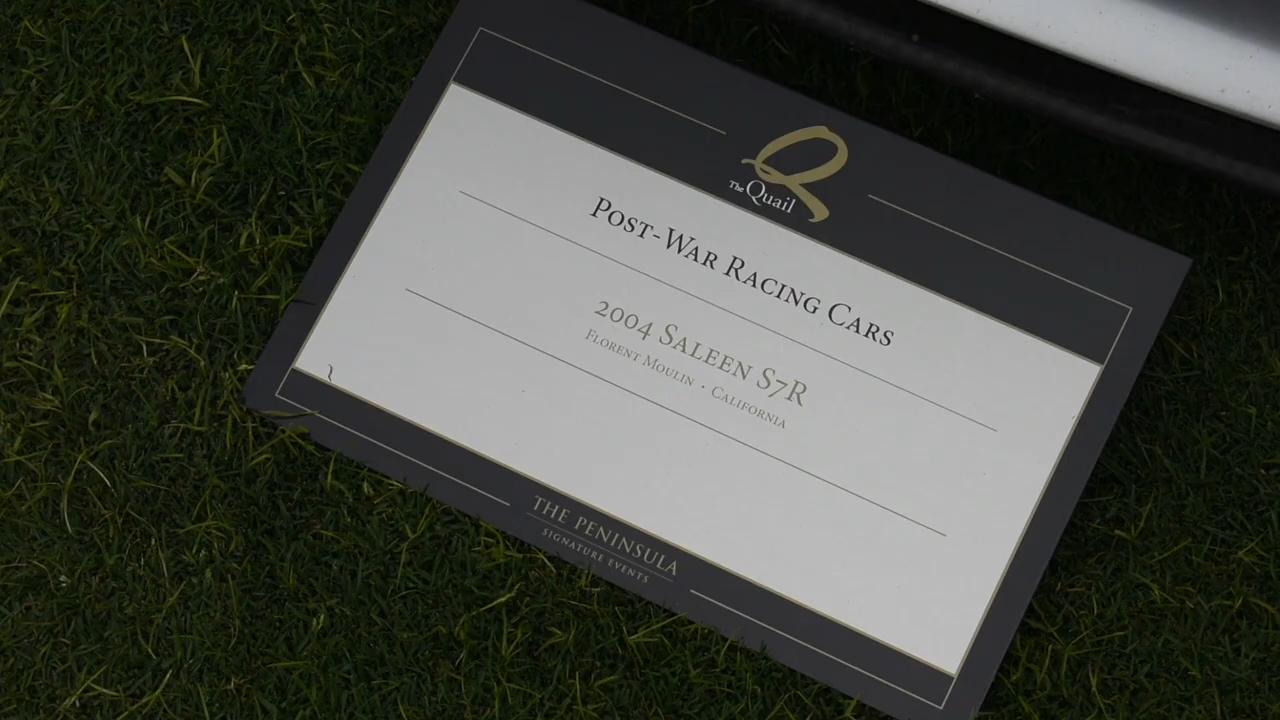 The Quail
Post-War Racing Cars
2004 Saleen S7R
Florent Moulin • California
THE PENINSULA
SIGNATURE EVENTS